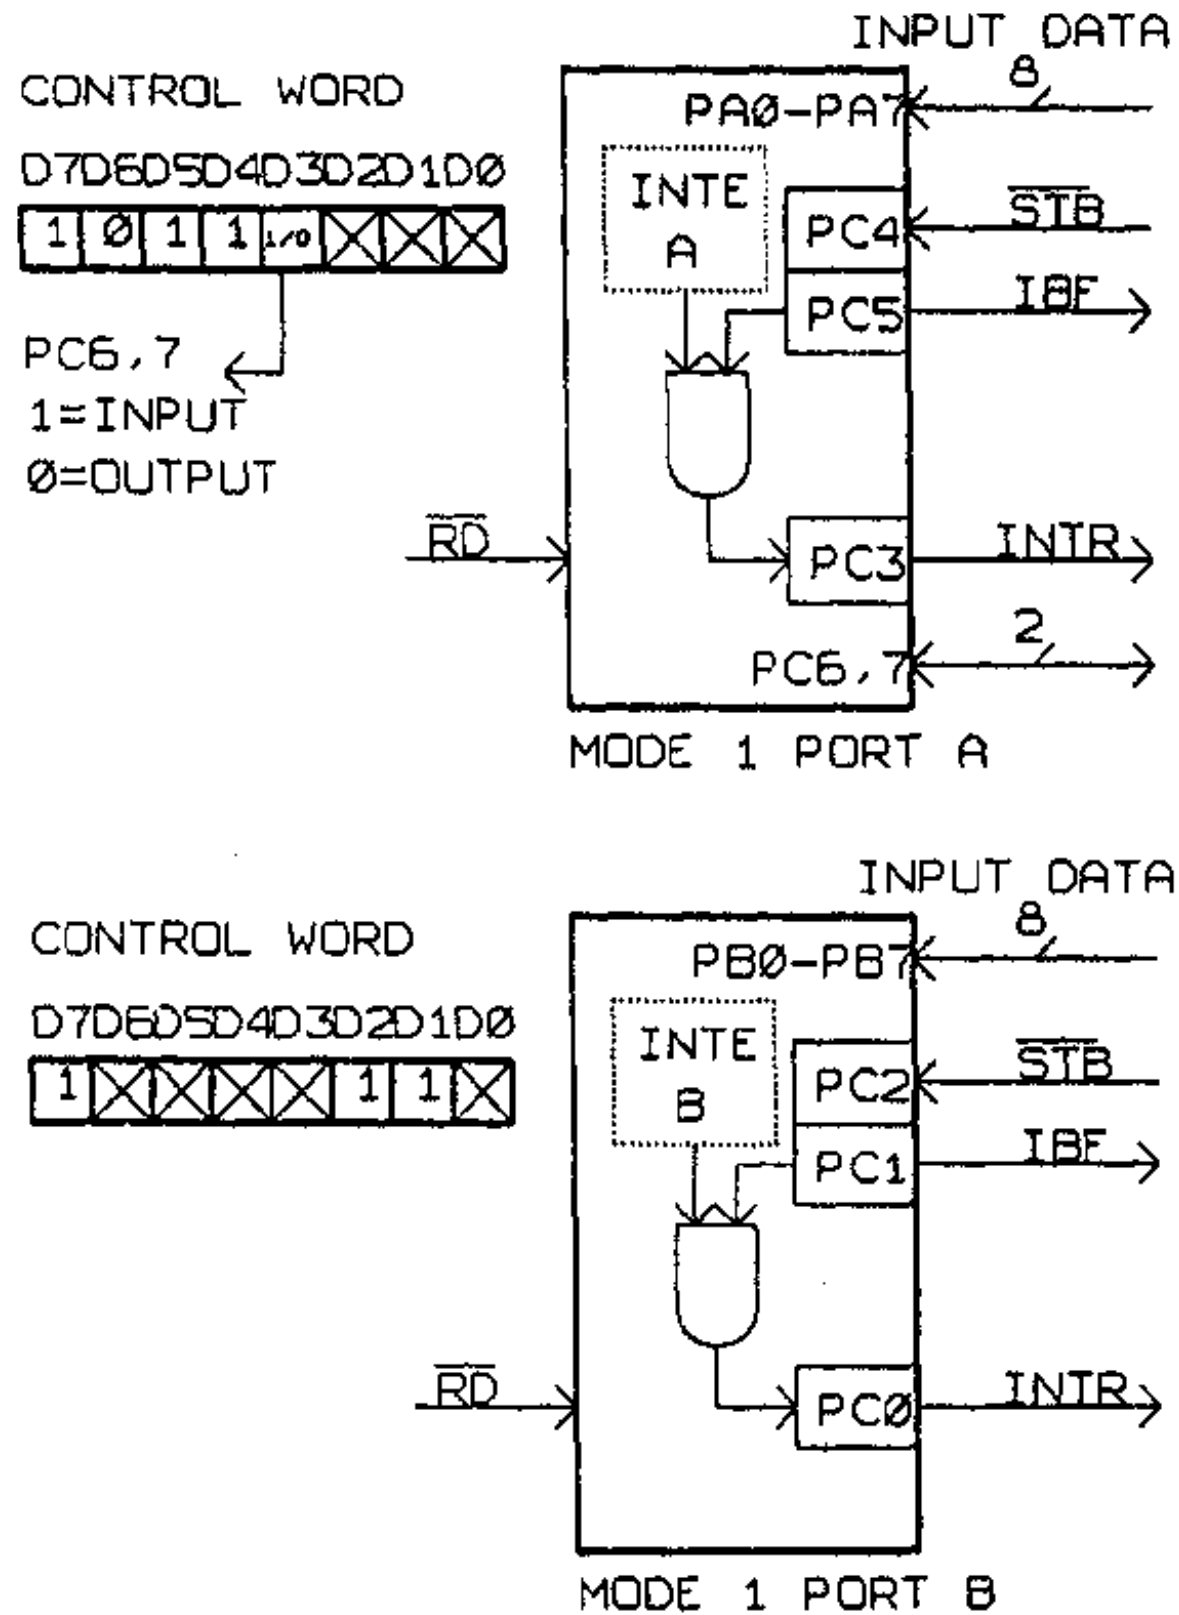 INPUT DATA
8
CONTROL WORD
PA0-PA7
D7D6D5D4D3D2D1D0
1 0 1 1 I/O X X X
INTE
A
PC4
STB
PC5
IBF
PC6,7
1=INPUT
0=OUTPUT
RD
PC3
INTR
2
PC6,7
MODE 1 PORT A
INPUT DATA
8
CONTROL WORD
PB0-PB7
D7D6D5D4D3D2D1D0
1 X X X X 1 1 X
INTE
B
PC2
STB
PC1
IBF
RD
PC0
INTR
MODE 1 PORT B